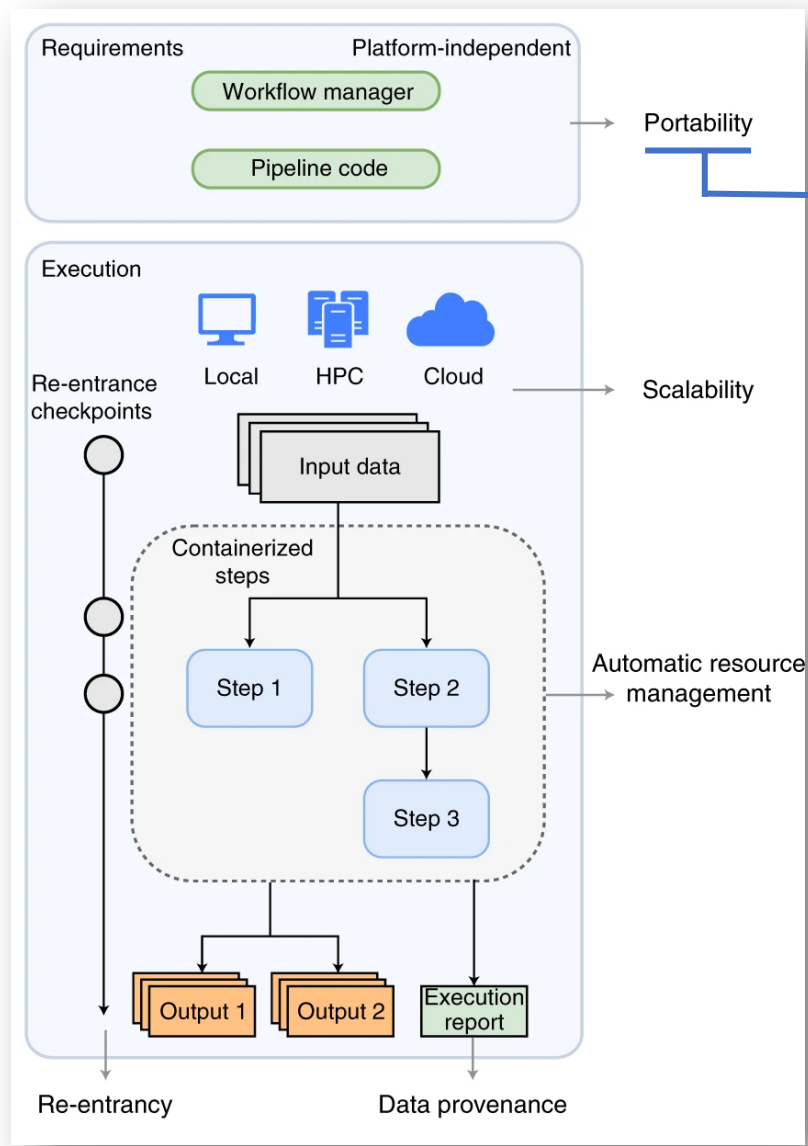 Requirements
Platform-independent
Workflow manager
Portability
Pipeline code
Execution
Local
HPC
Cloud
Re-entrance
checkpoints
Scalability
Input data
Containerized
steps
Step 1
Step 2
Automatic resource
management
Step 3
Output 1
Output 2
Execution
report
Re-entrancy
Data provenance